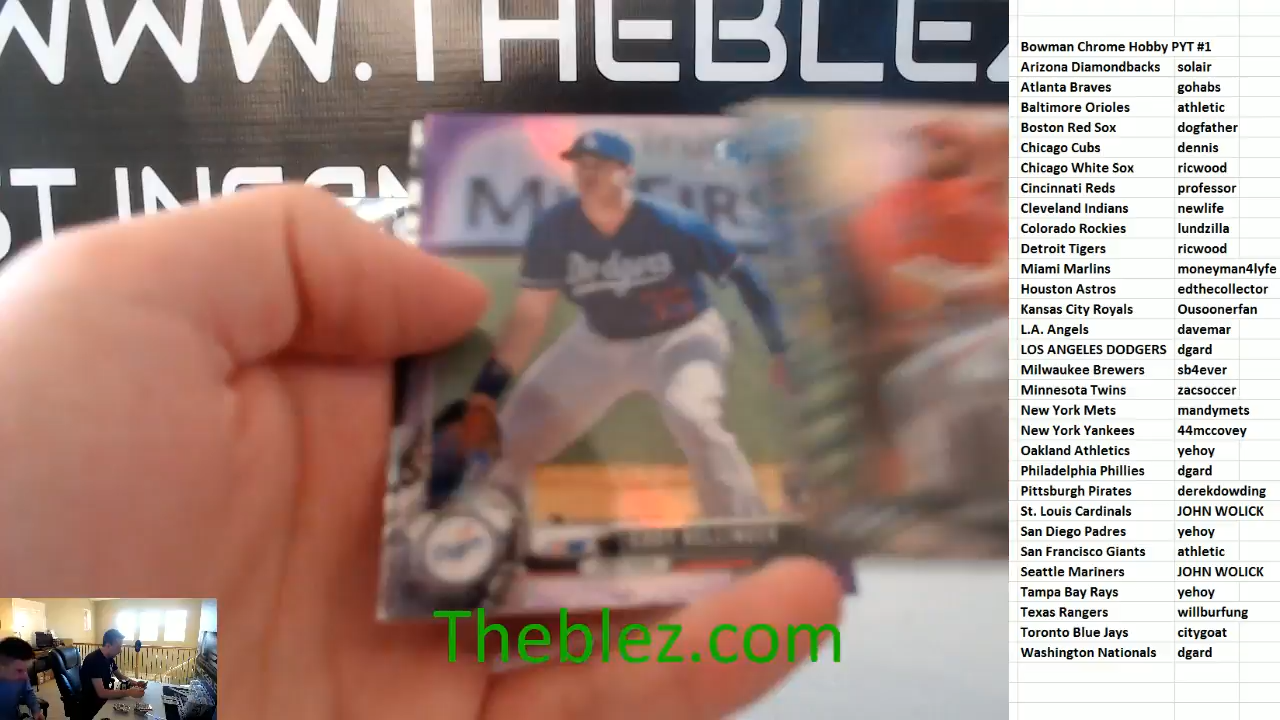 WWW.THEBLEZ
ST INSAN
Dodgers
35
Theblez.com
Bowman Chrome Hobby PYT #1
Arizona Diamondbacks solair
Atlanta Braves gohabs
Baltimore Orioles athletic
Boston Red Sox dogfather
Chicago Cubs dennis
Chicago White Sox ricwood
Cincinnati Reds professor
Cleveland Indians newlife
Colorado Rockies lundzilla
Detroit Tigers ricwood
Miami Marlins moneyman4lyfe
Houston Astros edthecollector
Kansas City Royals Ousoonerfan
L.A. Angels davemar
LOS ANGELES DODGERS dgard
Milwaukee Brewers sb4ever
Minnesota Twins zacsoccer
New York Mets mandymets
New York Yankees 44mccovey
Oakland Athletics yehoy
Philadelphia Phillies dgard
Pittsburgh Pirates derekdowding
St. Louis Cardinals JOHN WOLICK
San Diego Padres yehoy
San Francisco Giants athletic
Seattle Mariners JOHN WOLICK
Tampa Bay Rays yehoy
Texas Rangers willburfung
Toronto Blue Jays citygoat
Washington Nationals dgard